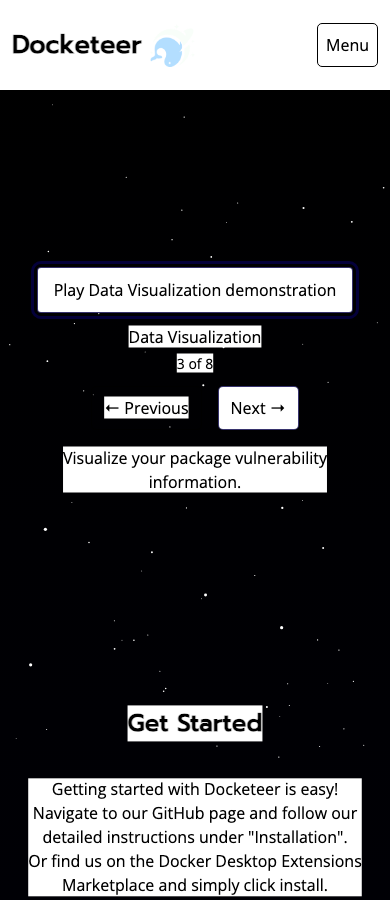 Docketeer
Menu
Play Data Visualization demonstration
Data Visualization
3 of 8
← Previous
Next →
Visualize your package vulnerability
information.
Get Started
Getting started with Docketeer is easy!
Navigate to our GitHub page and follow our
detailed instructions under "Installation".
Or find us on the Docker Desktop Extensions
Marketplace and simply click install.